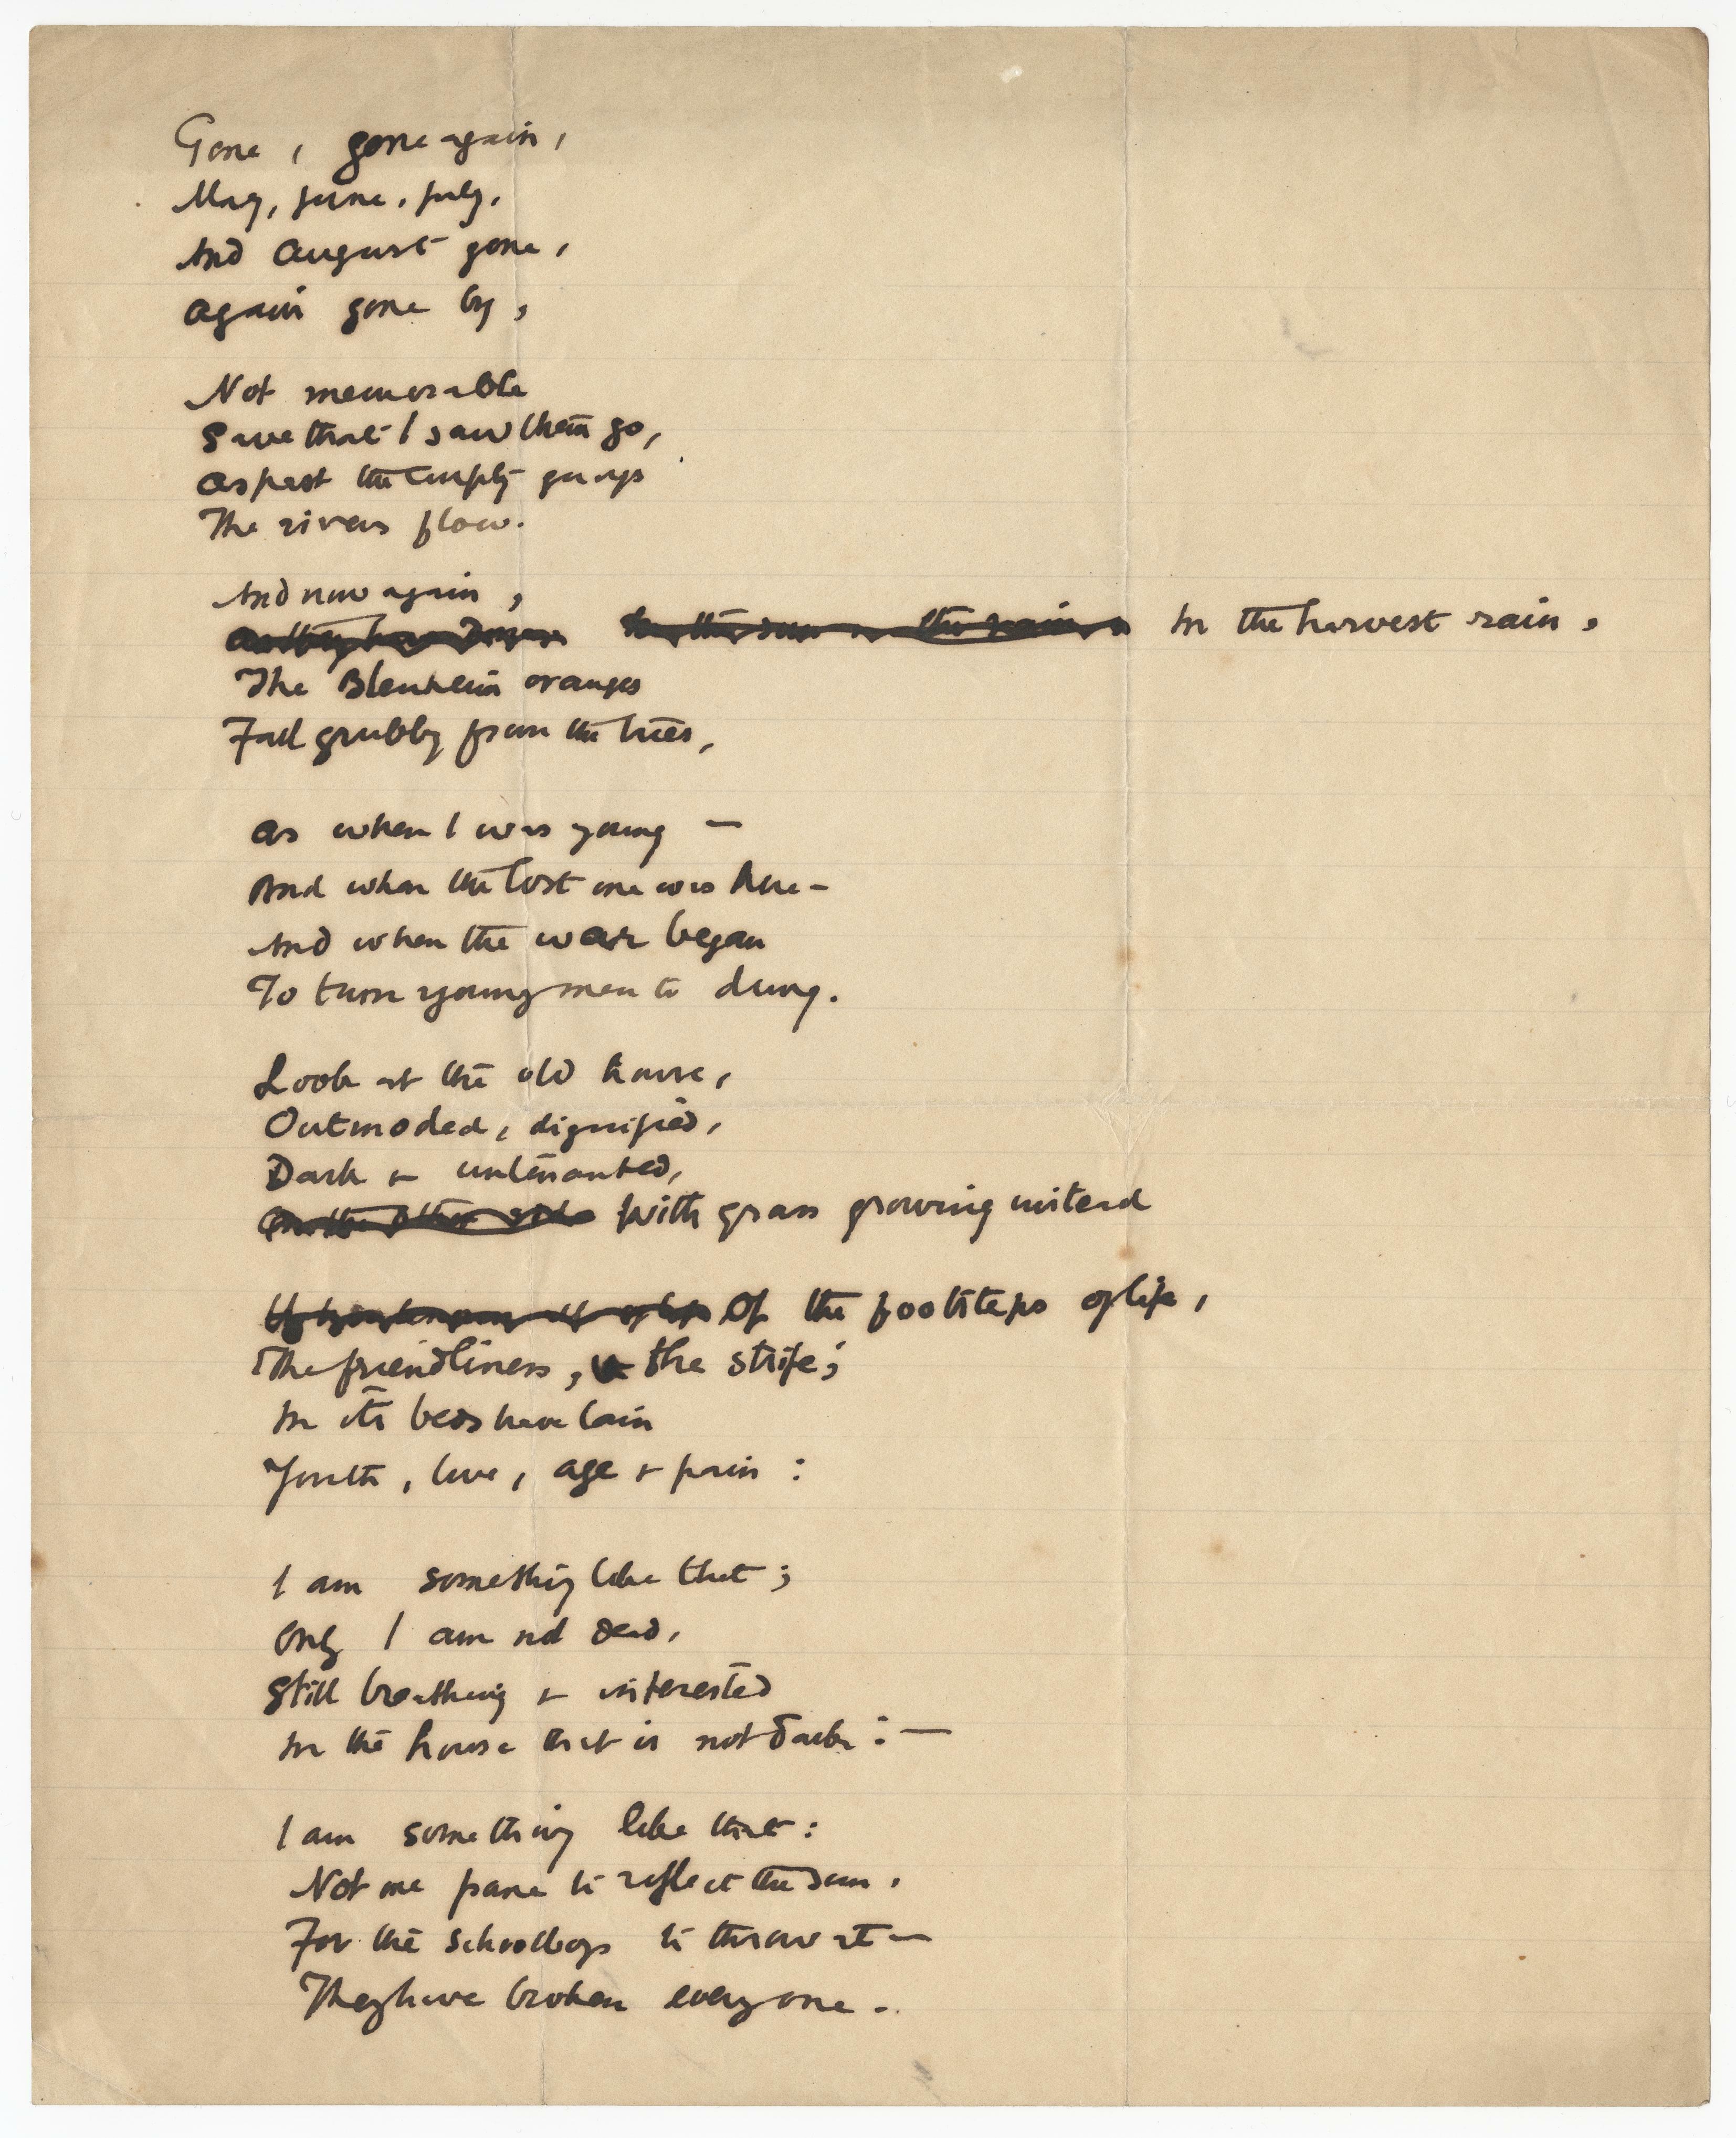 Gone, gone again,
May, June, July,
And August gone,
Again gone by,
Not memorable
Save that I saw them go,
As past the empty quays
The rivers flow.
And now again,
In the harvest rain,
The Blenheim oranges
Fall grubby from the trees,
As when I was young —
And when the lost one was here —
And when the war began
To turn young men to dung.
Look at the old house,
Outmoded, dignified,
Dark & untenanted,
With grass growing instead
Of the footsteps of life,
The friendliness, the strife;
In its beds have lain
Youth, love, age & pain:
I am something like that;
Only I am not dead,
Still breathing & interested
In the house that is not dark: —
I am something like that:
Not one pane to reflect the sun,
For the schoolboys to throw at —
They have broken everyone.